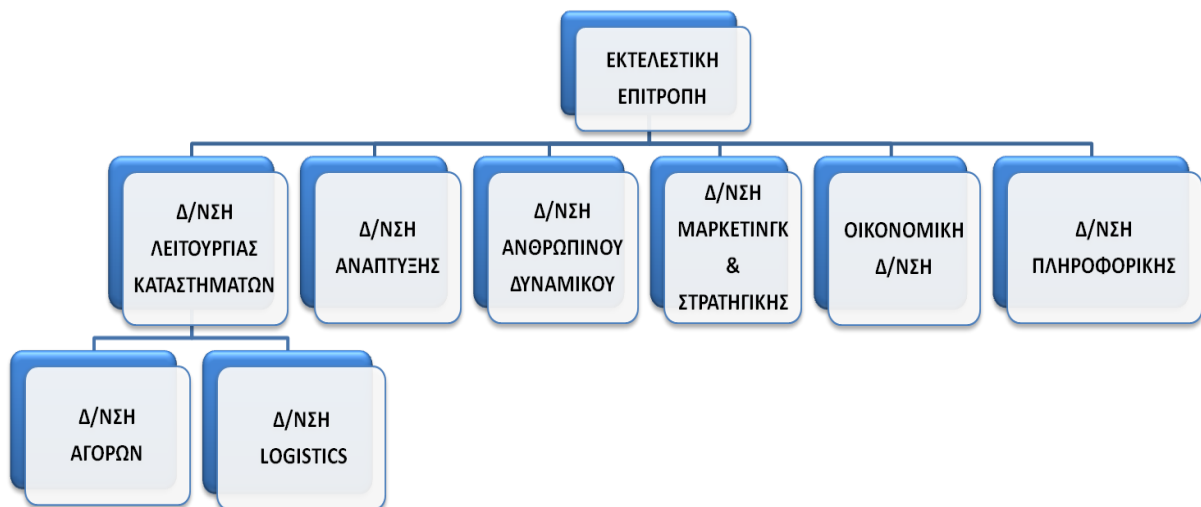 ΕΚΤΕΛΕΣΤΙΚΗ
ΕΠΙΤΡΟΠΗ
Δ/ΝΣΗ
ΛΕΙΤΟΥΡΓΙΑΣ
ΚΑΤΑΣΤΗΜΑΤΩΝ
Δ/ΝΣΗ
ΑΝΑΠΤΥΞΗΣ
Δ/ΝΣΗ
ΑΝΘΡΩΠΙΝΟΥ
ΔΥΝΑΜΙΚΟΥ
Δ/ΝΣΗ
ΜΑΡΚΕΤΙΝΓΚ
&
ΣΤΡΑΤΗΓΙΚΗΣ
ΟΙΚΟΝΟΜΙΚΗ
Δ/ΝΣΗ
Δ/ΝΣΗ
ΠΛΗΡΟΦΟΡΙΚΗΣ
Δ/ΝΣΗ
ΑΓΟΡΩΝ
Δ/ΝΣΗ
LOGISTICS